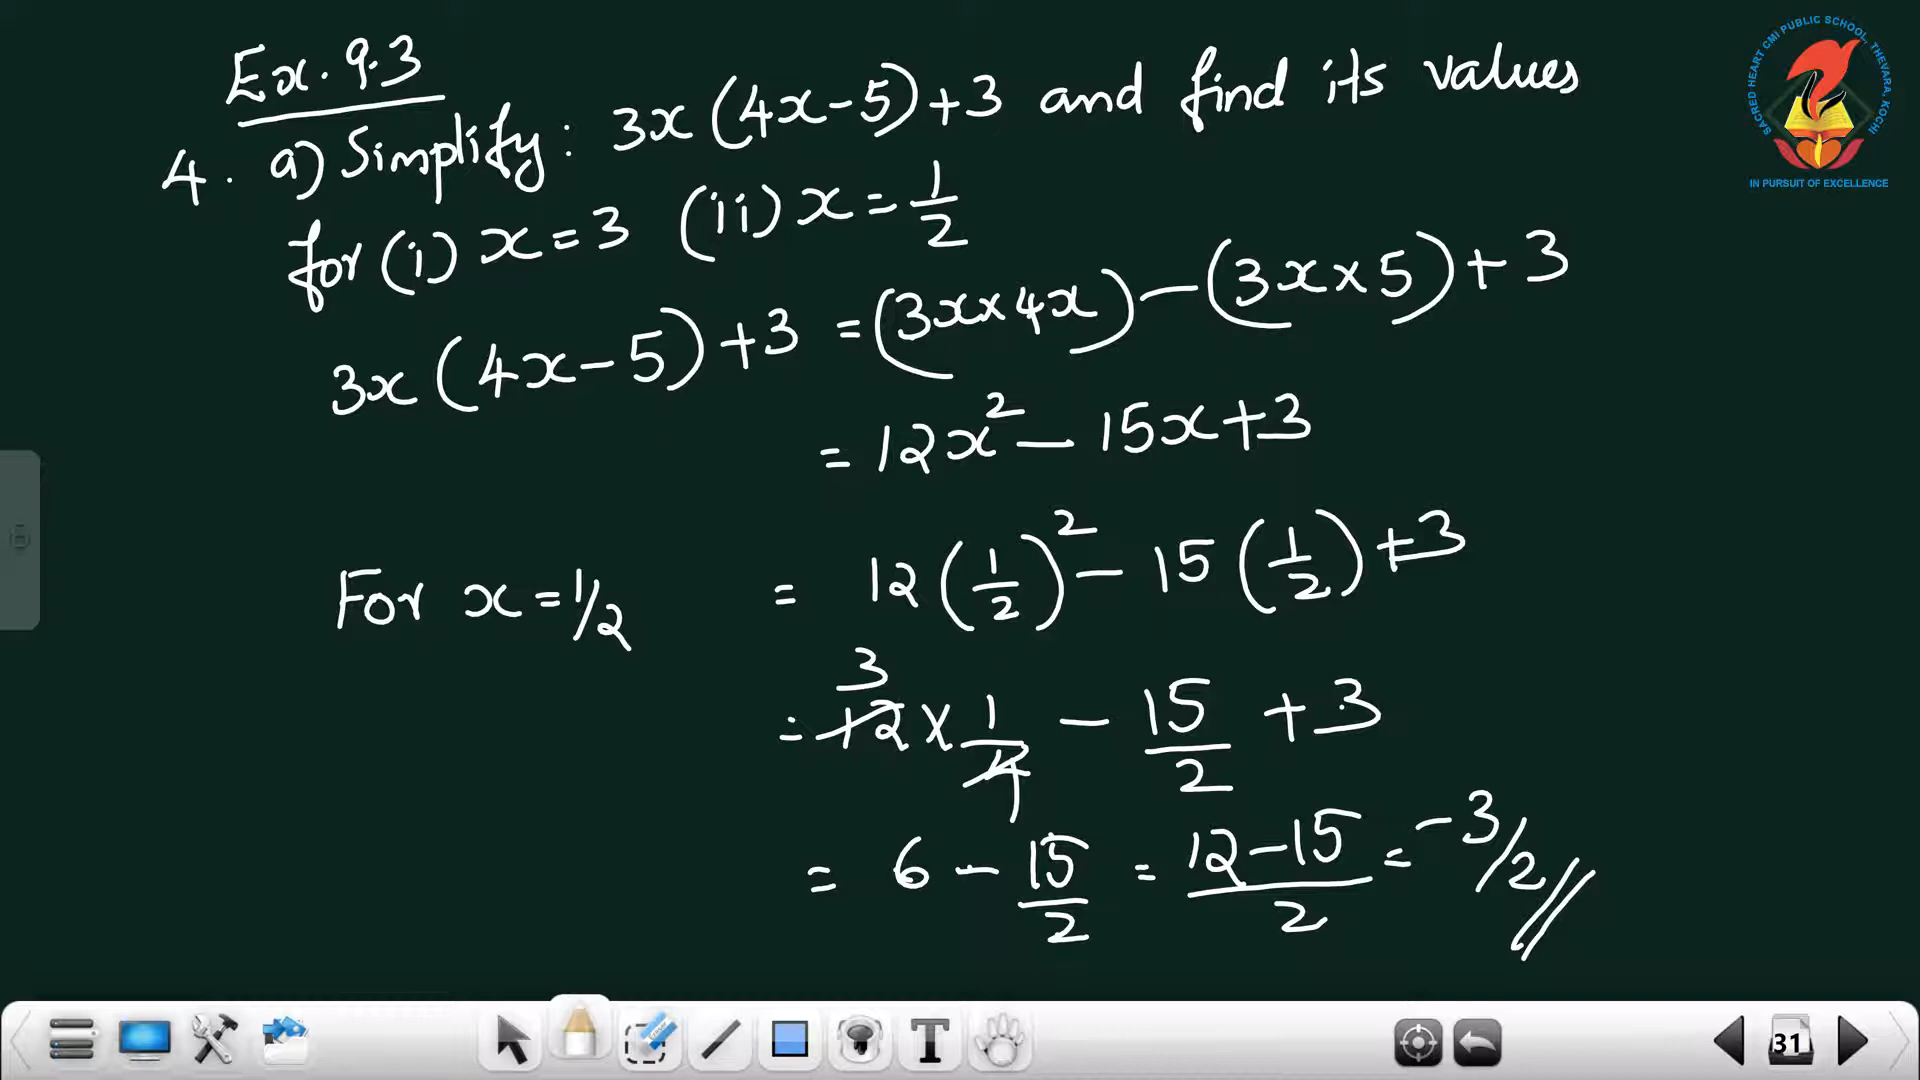 Ex. 9.3
4. a) Simplify: 3x(4x-5)+3 and find its values
for (i) x=3 (ii) x=1/2
3x(4x-5)+3 = (3x×4x)-(3x×5)+3
= 12x²-15x+3
For x=1/2 = 12(1/2)²-15(1/2)+3
3
= 12×1/4 - 15/2 +3
= 6-15/2 = 12-15/2 = -3/2//
SACRED HEART CMI PUBLIC SCHOOL, THEVARA, KOCHI
IN PURSUIT OF EXCELLENCE
T
31